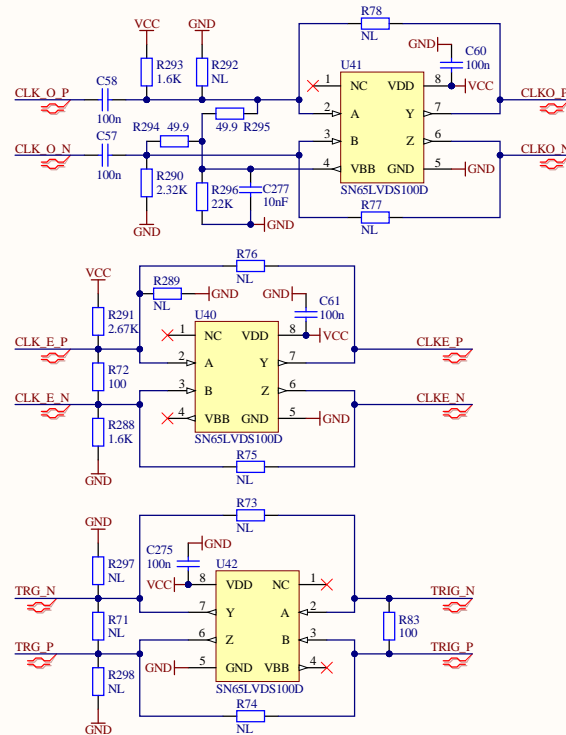 R78
NL
VCC
GND
GND
C60
100n
R293
1.6K
R292
NL
U41
C58
1
NC
VDD
8
VCC
CLK_O_P
CLKO_P
100n
49.9
R295
2
A
Y
7
R294
49.9
C57
3
B
Z
6
CLK_O_N
CLKO_N
100n
4
VBB
GND
5
GND
R290
2.32K
R296
22K
C277
10nF
SN65LVDS100D
GND
GND
R77
NL
R76
NL
VCC
R289
NL
GND
GND
C61
100n
R291
2.67K
U40
1
NC
VDD
8
VCC
CLK_E_P
CLKE_P
2
A
Y
7
R72
100
3
B
Z
6
CLK_E_N
CLKE_N
4
VBB
GND
5
GND
R288
1.6K
SN65LVDS100D
GND
R75
NL
R73
NL
GND
GND
C275
100n
R297
NL
U42
VCC
8
VDD
NC
1
TRG_N
TRIG_N
7
Y
A
2
R71
NL
R83
100
6
Z
B
3
TRG_P
TRIG_P
GND
5
GND
VBB
4
R298
NL
SN65LVDS100D
R74
NL
GND